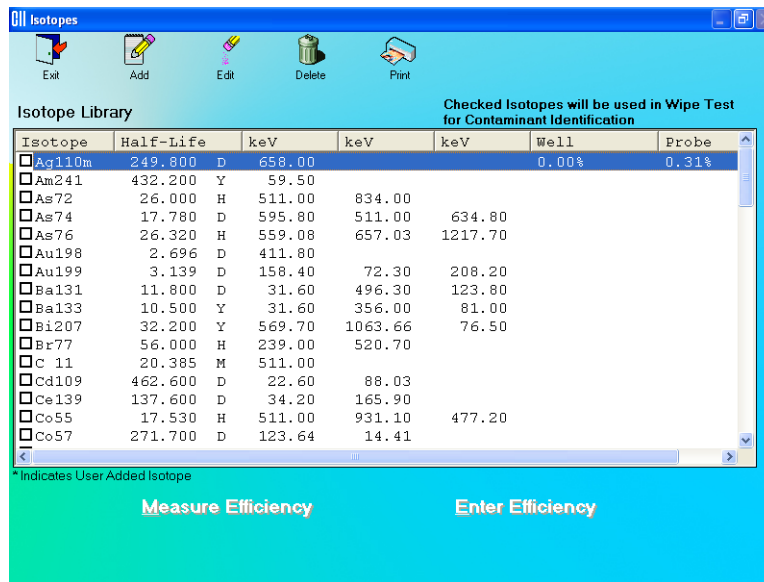 Isotopes
Exit Add Edit Delete Print
Isotope Library
Checked Isotopes will be used in Wipe Test
for Contaminant Identification
Isotope Half-Life keV keV keV Well Probe
Ag110m 249.800 D 658.00 0.00% 0.31%
Am241 432.200 Y 59.50
As72 26.000 H 511.00 834.00
As74 17.780 D 595.80 511.00 634.80
As76 26.320 H 559.08 657.03 1217.70
Au198 2.696 D 411.80
Au199 3.139 D 158.40 72.30 208.20
Ba131 11.800 D 31.60 496.30 123.80
Ba133 10.500 Y 31.60 356.00 81.00
Bi207 32.200 Y 569.70 1063.66 76.50
Br77 56.000 H 239.00 520.70
C 11 20.385 M 511.00
Cd109 462.600 D 22.60 88.03
Ce139 137.600 D 34.20 165.90
Co55 17.530 H 511.00 931.10 477.20
Co57 271.700 D 123.64 14.41
* Indicates User Added Isotope
Measure Efficiency Enter Efficiency